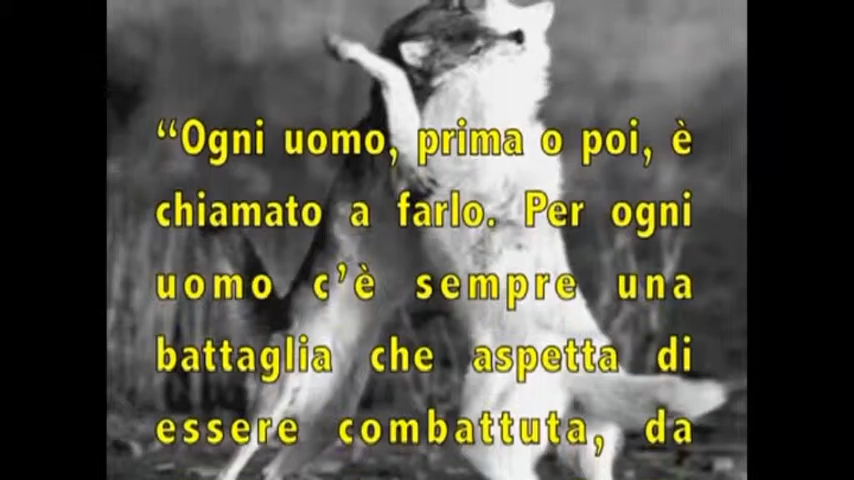 “Ogni uomo, prima o poi, è
chiamato a farlo. Per ogni
uomo c’è sempre una
battaglia che aspetta di
essere combattuta, da